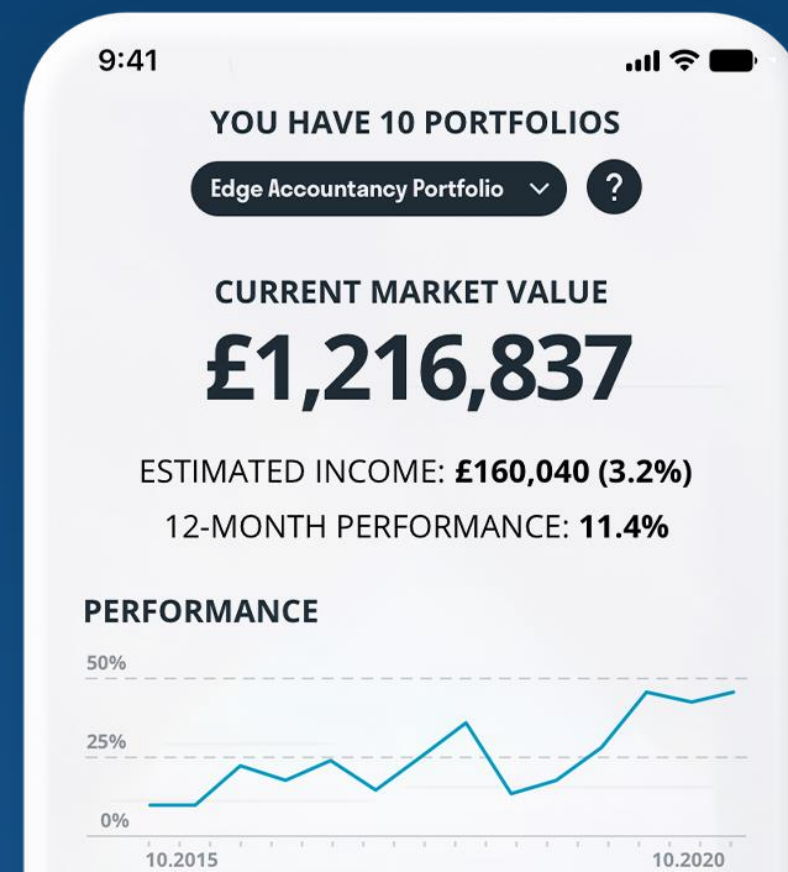 9:41
YOU HAVE 10 PORTFOLIOS
Edge Accountancy Portfolio
?
CURRENT MARKET VALUE
£1,216,837
ESTIMATED INCOME: £160,040 (3.2%)
12-MONTH PERFORMANCE: 11.4%
PERFORMANCE
50%
25%
0%
10.2015 10.2020